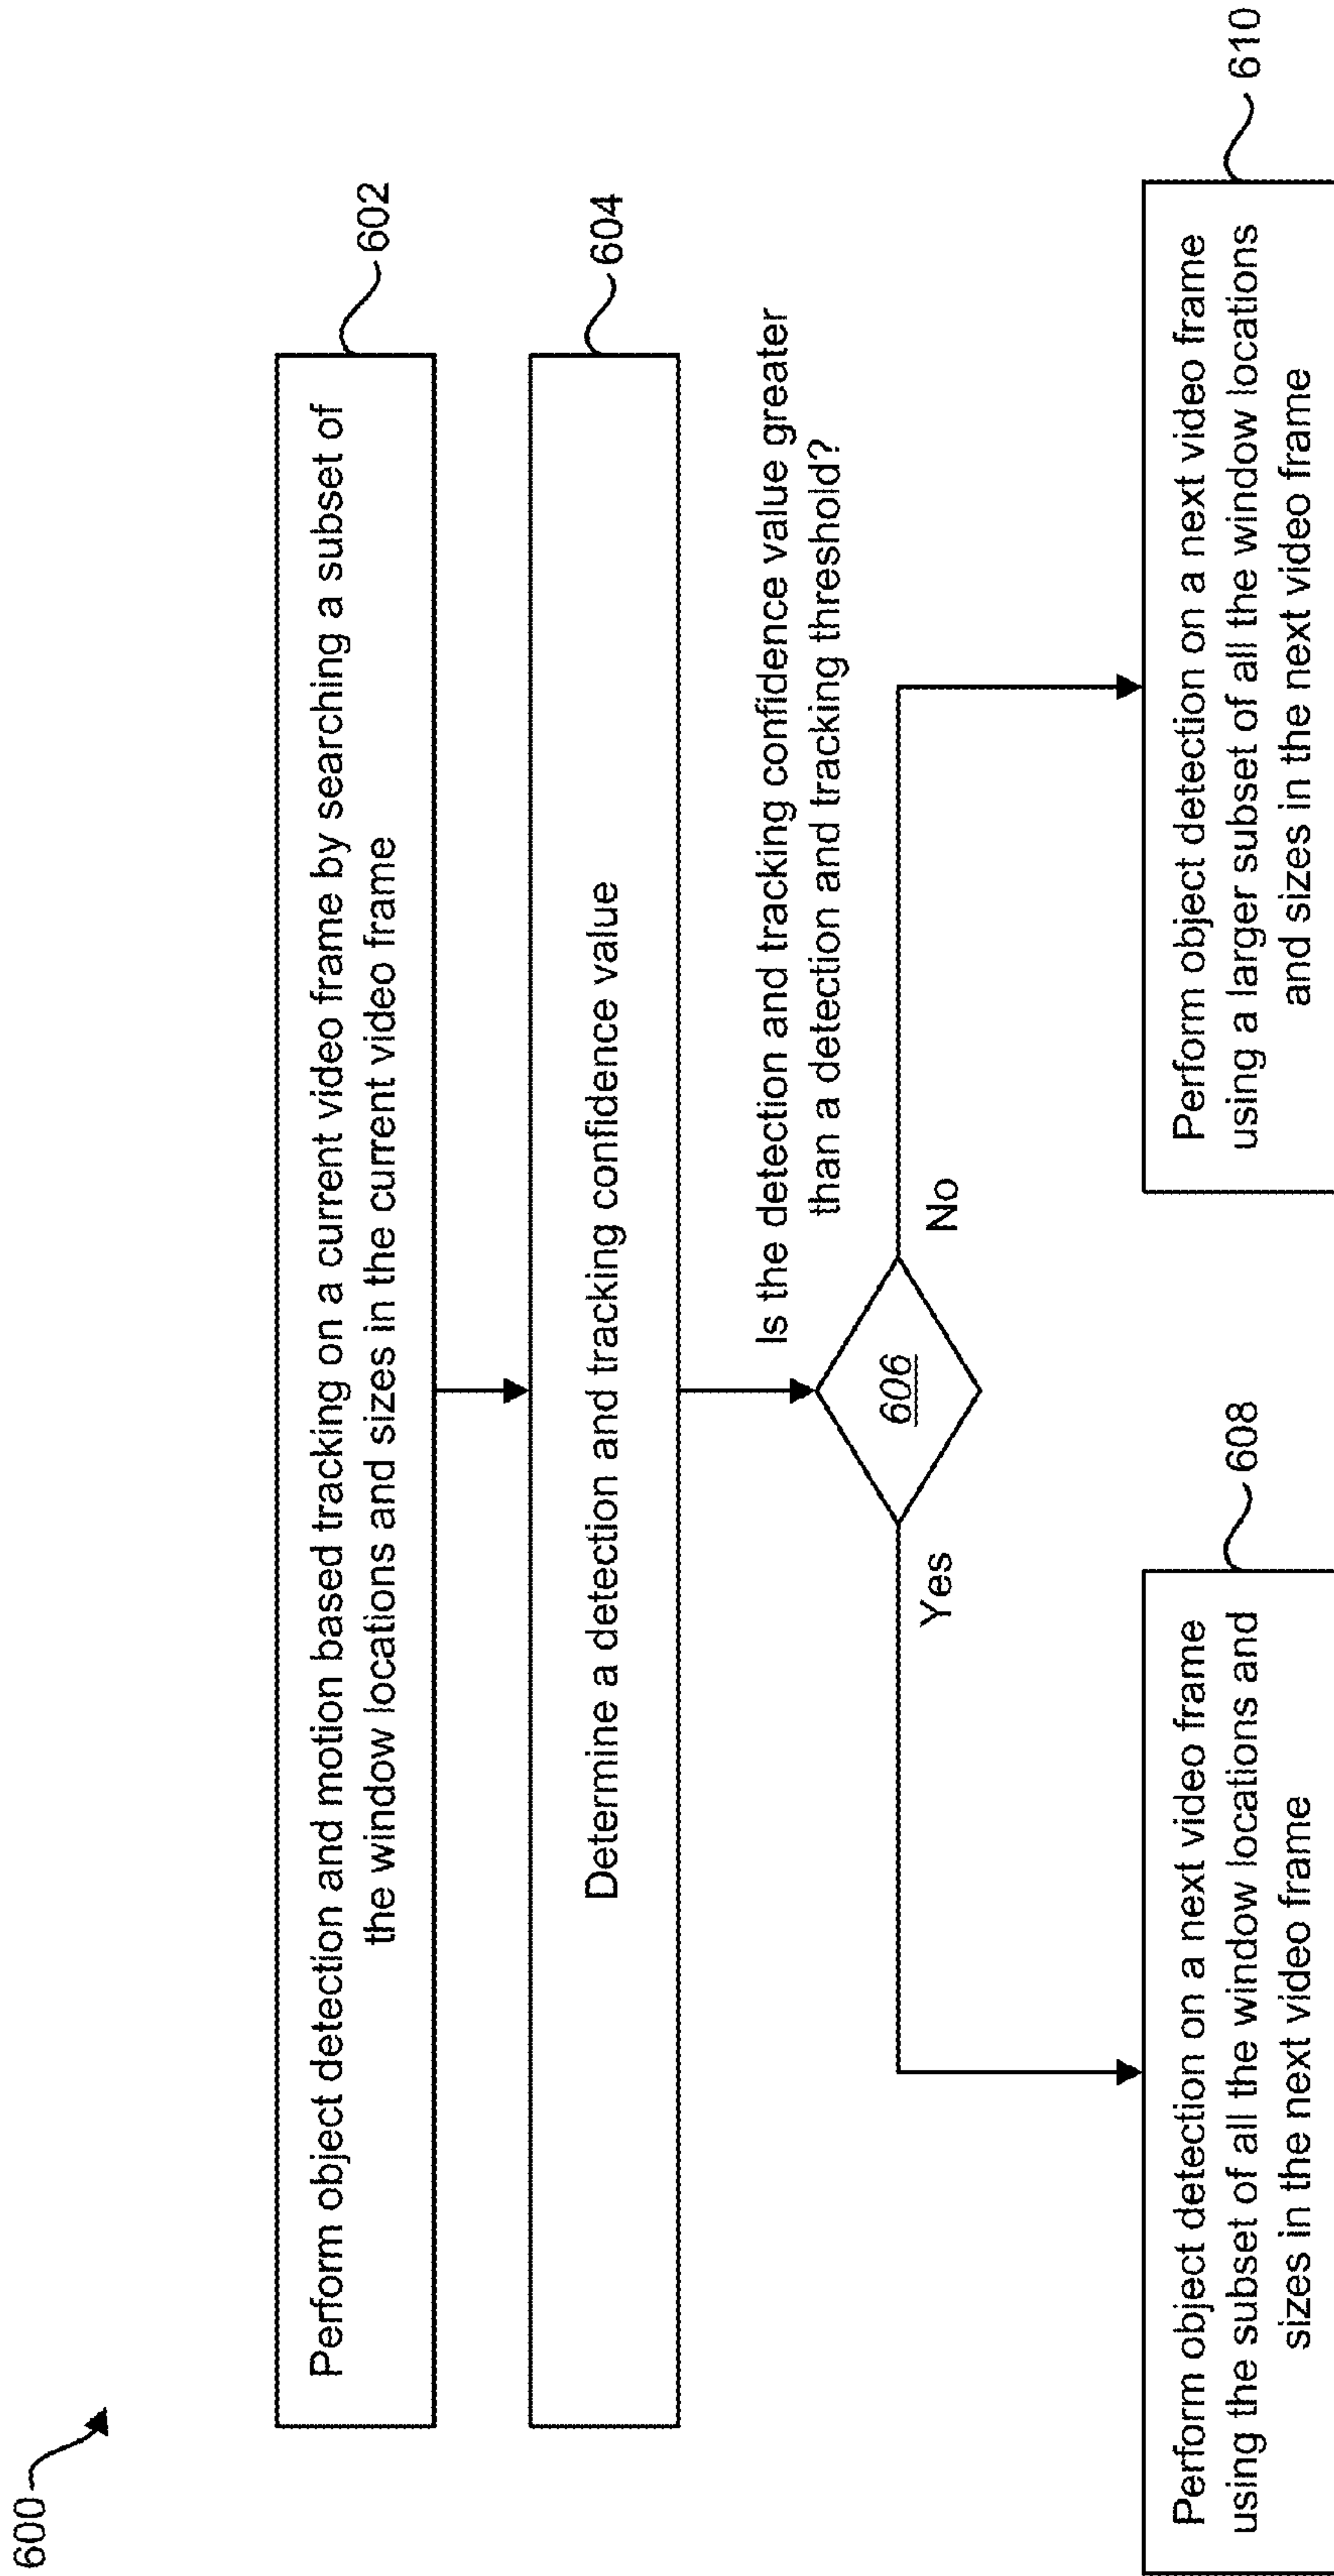 600
Perform object detection and motion based tracking on a current video frame by searching a subset of
the window locations and sizes in the current video frame
602
Determine a detection and tracking confidence value
604
Is the detection and tracking confidence value greater
than a detection and tracking threshold?
606
Yes
No
Perform object detection on a next video frame
using the subset of all the window locations and
sizes in the next video frame
608
Perform object detection on a next video frame
using a larger subset of all the window locations
and sizes in the next video frame
610